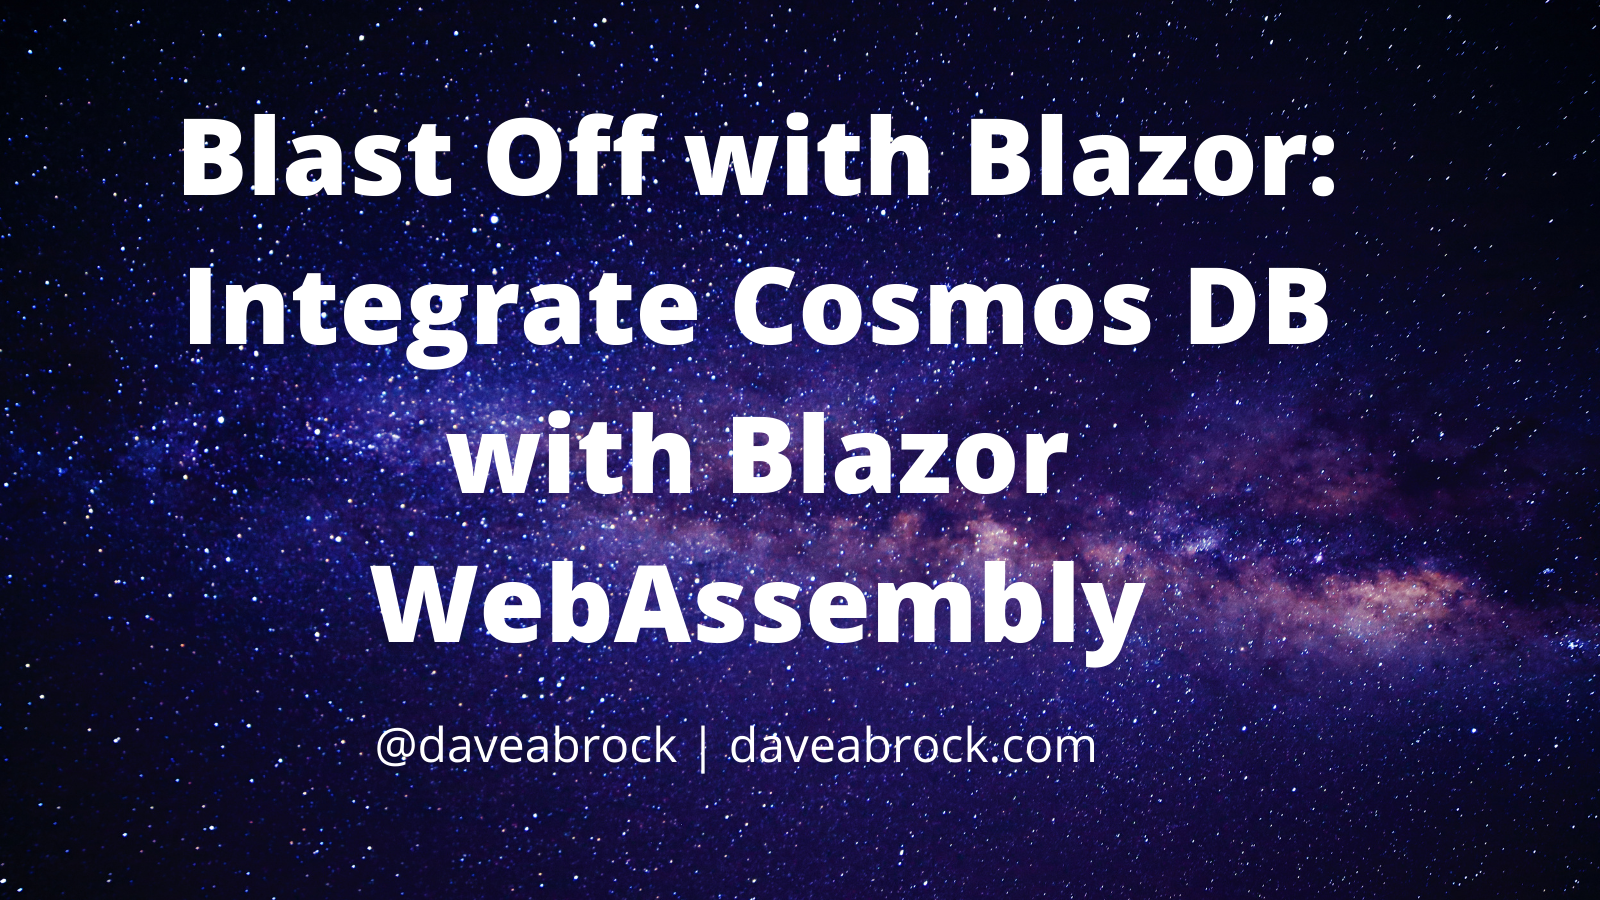 Blast Off with Blazor:
Integrate Cosmos DB
with Blazor
WebAssembly
@daveabrock | daveabrock.com